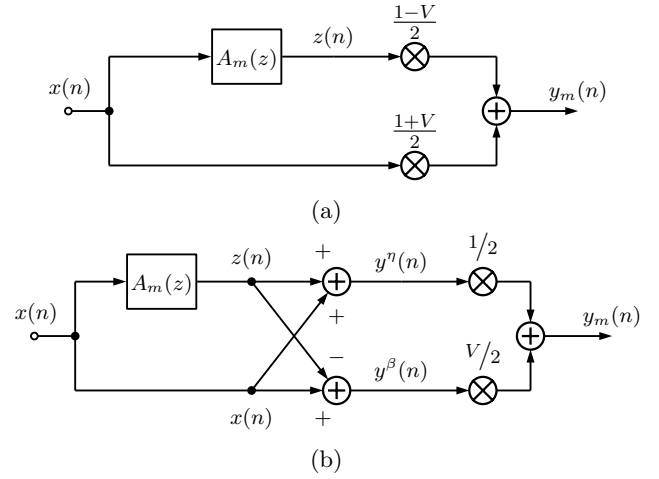 1−V/2
z(n)
A_m(z)
x(n)
y_m(n)
1+V/2
(a)
+ 1/2
z(n) y^η(n)
A_m(z)
+
x(n) y_m(n)
− V/2
y^β(n)
x(n) +
(b)